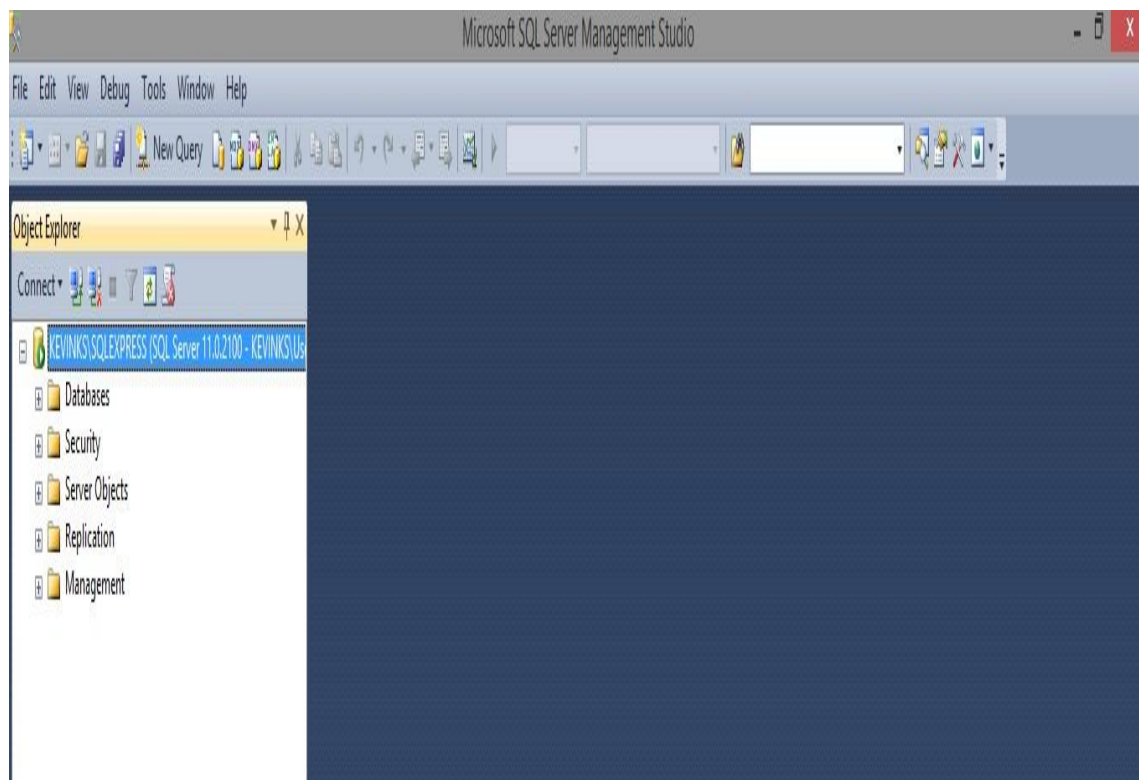 Microsoft SQL Server Management Studio
File Edit View Debug Tools Window Help
New Query
Object Explorer
Connect
KEVINKS\SQLEXPRESS (SQL Server 11.0.2100 - KEVINKS\Us
Databases
Security
Server Objects
Replication
Management